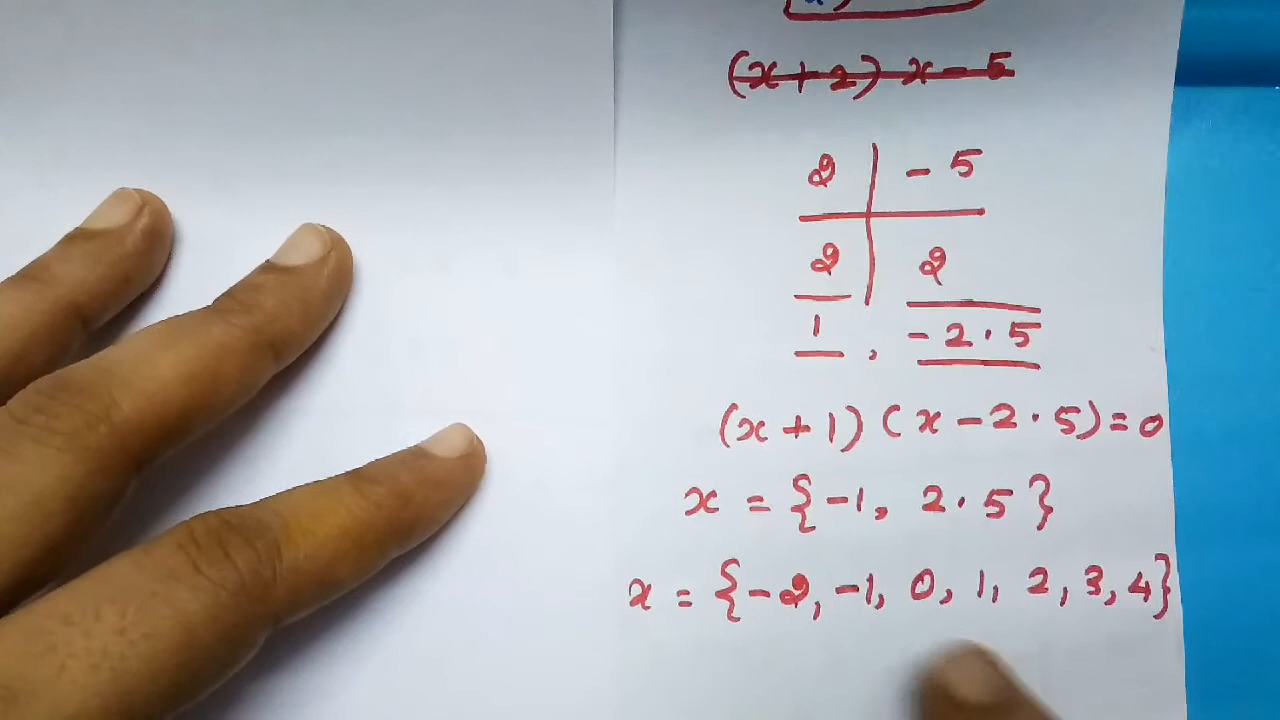 (x+2) x-5
2 | -5
2 | 2
1 , -2.5
(x+1)(x-2.5)=0
x = {-1, 2.5}
x = {-2, -1, 0, 1, 2, 3, 4}